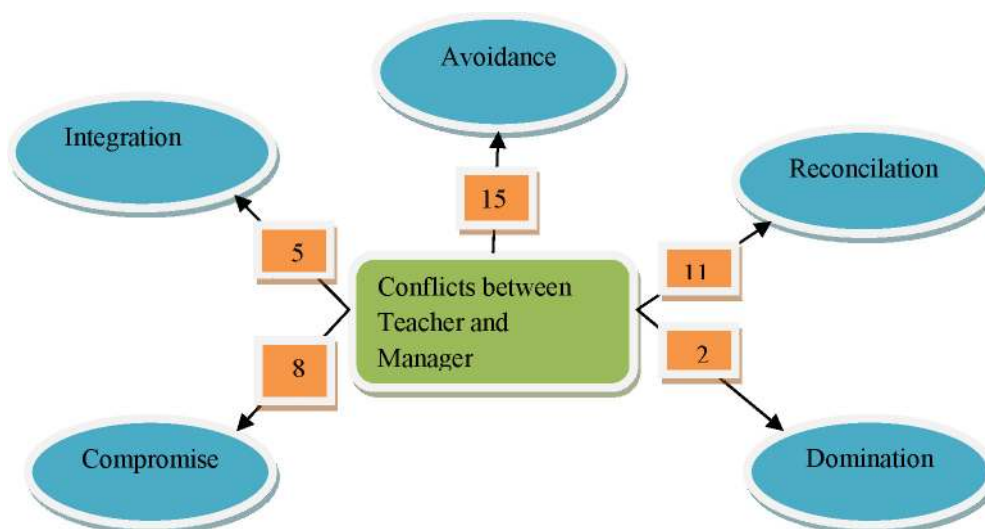 Avoidance
Integration
Reconcilation
15
5
11
Conflicts between
Teacher and
Manager
8
2
Compromise
Domination